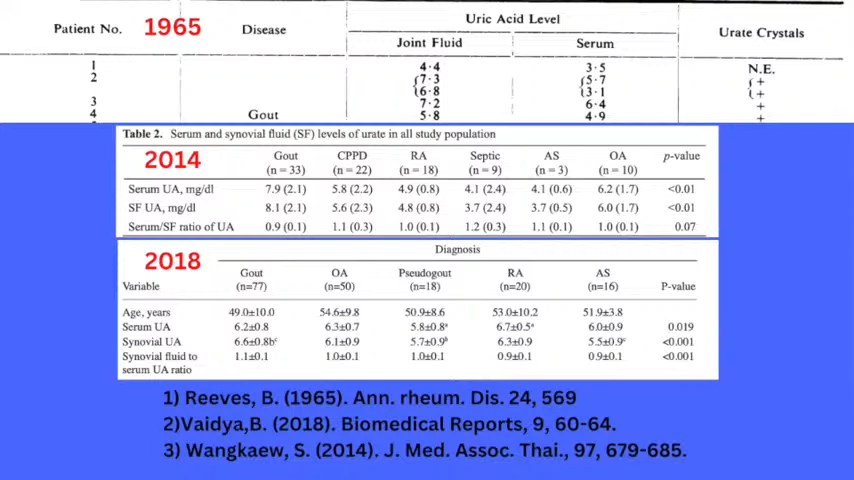 Patient No. 1965 Disease Uric Acid Level Urate Crystals
Joint Fluid Serum
1 4·4 3·5 N.E.
2 {7·3 {5·7 {+
{6·8 {3·1 {+
3 7·2 6·4 +
4 Gout 5·8 4·9 +
Table 2. Serum and synovial fluid (SF) levels of urate in all study population
2014 Gout CPPD RA Septic AS OA p-value
(n = 33) (n = 22) (n = 18) (n = 9) (n = 3) (n = 10)
Serum UA, mg/dl 7.9 (2.1) 5.8 (2.2) 4.9 (0.8) 4.1 (2.4) 4.1 (0.6) 6.2 (1.7) <0.01
SF UA, mg/dl 8.1 (2.1) 5.6 (2.3) 4.8 (0.8) 3.7 (2.4) 3.7 (0.5) 6.0 (1.7) <0.01
Serum/SF ratio of UA 0.9 (0.1) 1.1 (0.3) 1.0 (0.1) 1.2 (0.3) 1.1 (0.1) 1.0 (0.1) 0.07
Diagnosis
2018
Gout OA Pseudogout RA AS
Variable (n=77) (n=50) (n=18) (n=20) (n=16) P-value
Age, years 49.0±10.0 54.6±9.8 50.9±8.6 53.0±10.2 51.9±3.8
Serum UA 6.2±0.8 6.3±0.7 5.8±0.8ᵃ 6.7±0.5ᵃ 6.0±0.9 0.019
Synovial UA 6.6±0.8bᶜ 6.1±0.9 5.7±0.9ᵇ 6.3±0.9 5.5±0.9ᶜ <0.001
Synovial fluid to 1.1±0.1 1.0±0.1 1.0±0.1 0.9±0.1 0.9±0.1 <0.001
serum UA ratio
1) Reeves, B. (1965). Ann. rheum. Dis. 24, 569
2)Vaidya,B. (2018). Biomedical Reports, 9, 60-64.
3) Wangkaew, S. (2014). J. Med. Assoc. Thai., 97, 679-685.